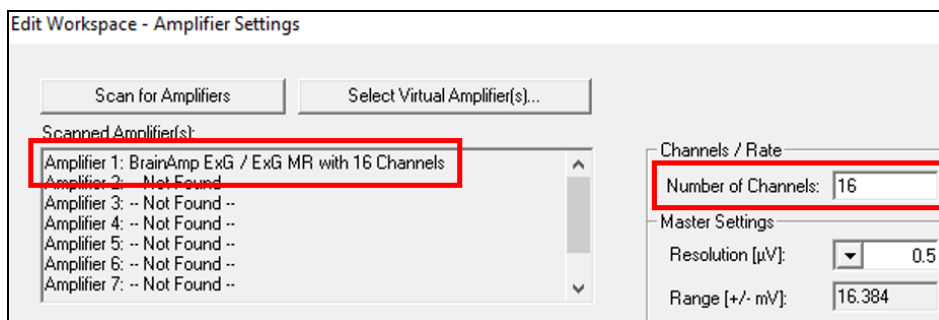 Edit Workspace - Amplifier Settings
Scan for Amplifiers
Select Virtual Amplifier(s)...
Scanned Amplifier(s):
Amplifier 1: BrainAmp ExG / ExG MR with 16 Channels
Amplifier 2: -- Not Found --
Amplifier 3: -- Not Found --
Amplifier 4: -- Not Found --
Amplifier 5: -- Not Found --
Amplifier 6: -- Not Found --
Amplifier 7: -- Not Found --
Channels / Rate
Number of Channels: 16
Master Settings
Resolution [µV]: 0.5
Range [+/- mV]: 16.384